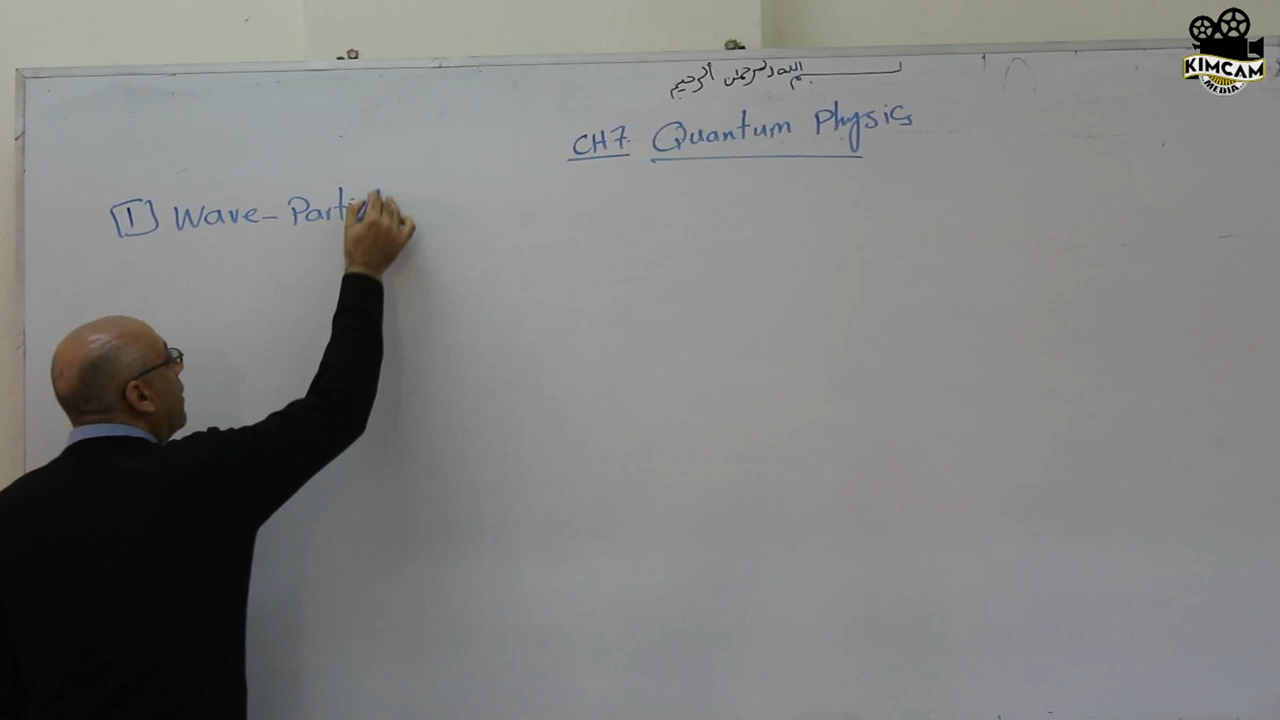 بسم الله الرحمن الرحيم
CH7. Quantum Physics
1 Wave-Parti
KIMCAM
MEDIA